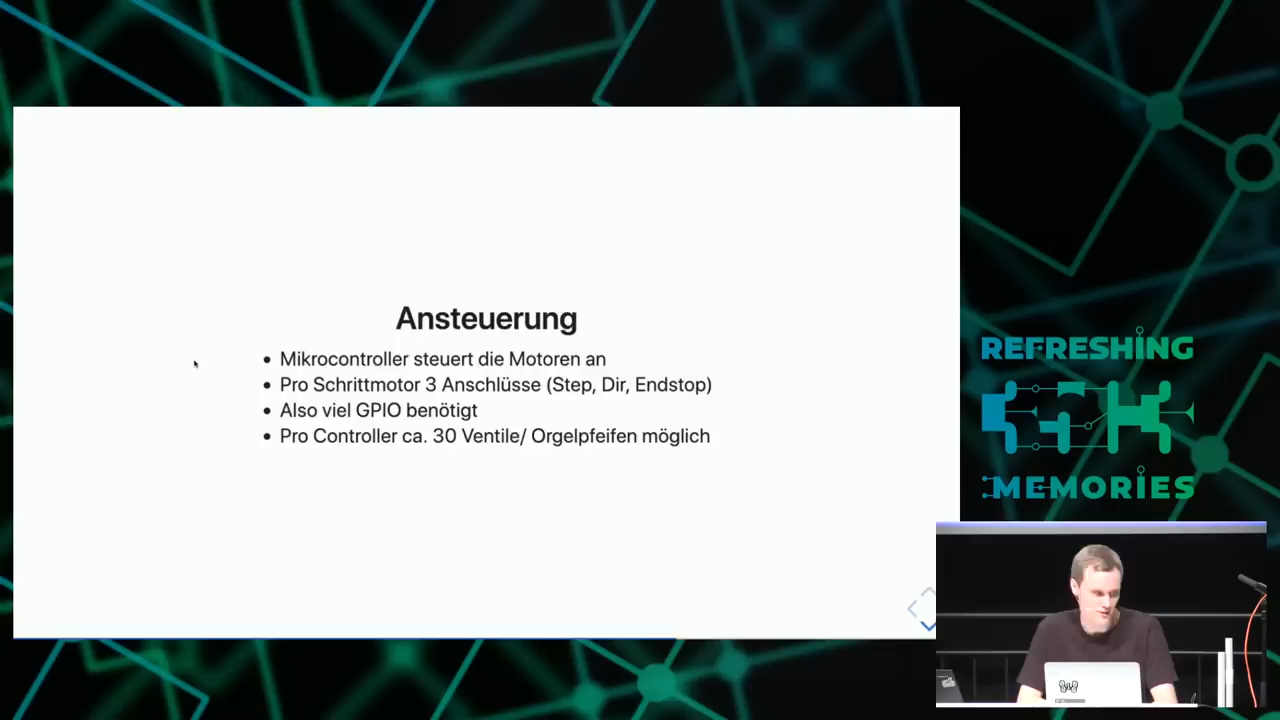 Ansteuerung
Mikrocontroller steuert die Motoren an
Pro Schrittmotor 3 Anschlüsse (Step, Dir, Endstop)
Also viel GPIO benötigt
Pro Controller ca. 30 Ventile/ Orgelpfeifen möglich
REFRESHING
MEMORIES